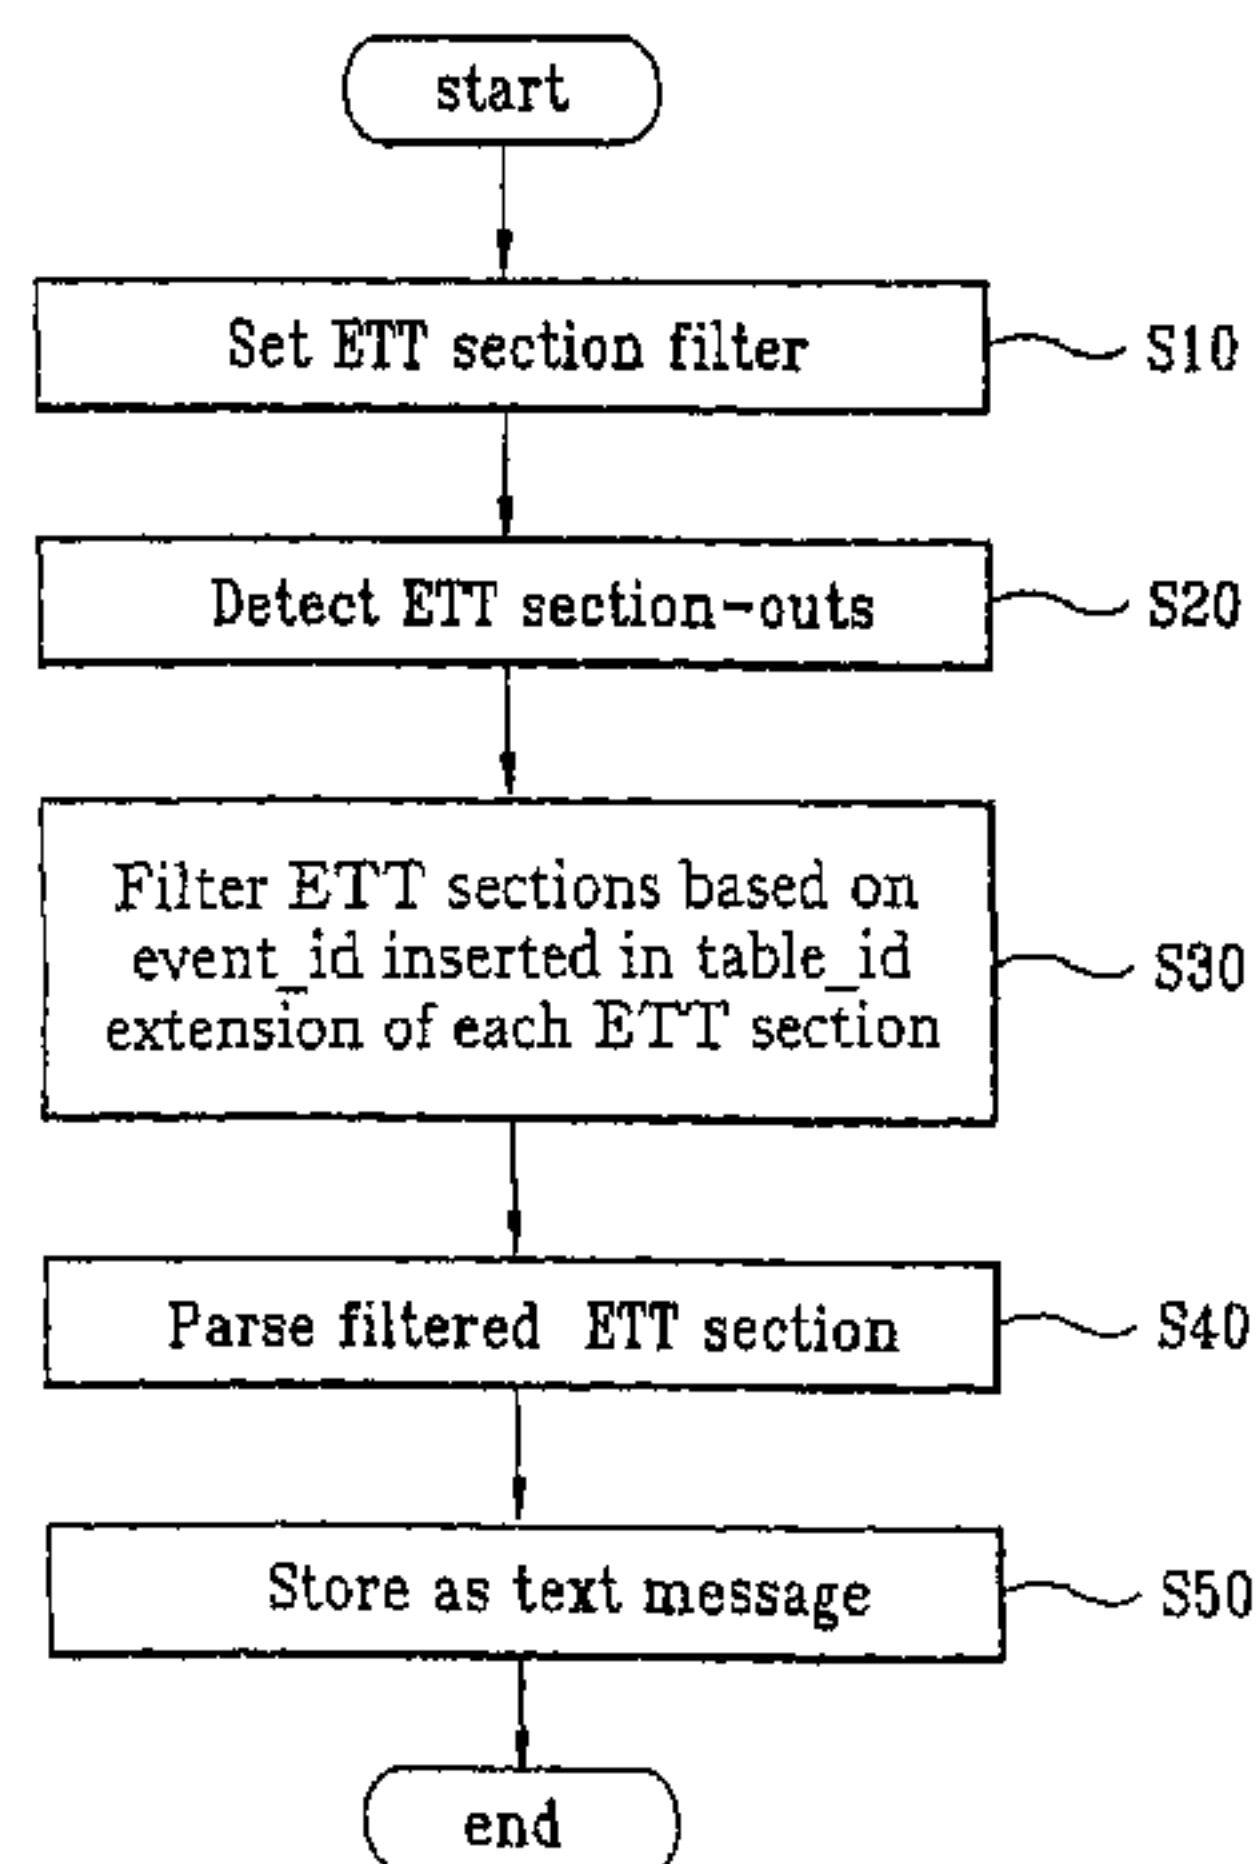 start
Set ETT section filter
S10
Detect ETT section-outs
S20
Filter ETT sections based on
event_id inserted in table_id
extension of each ETT section
S30
Parse filtered ETT section
S40
Store as text message
S50
end